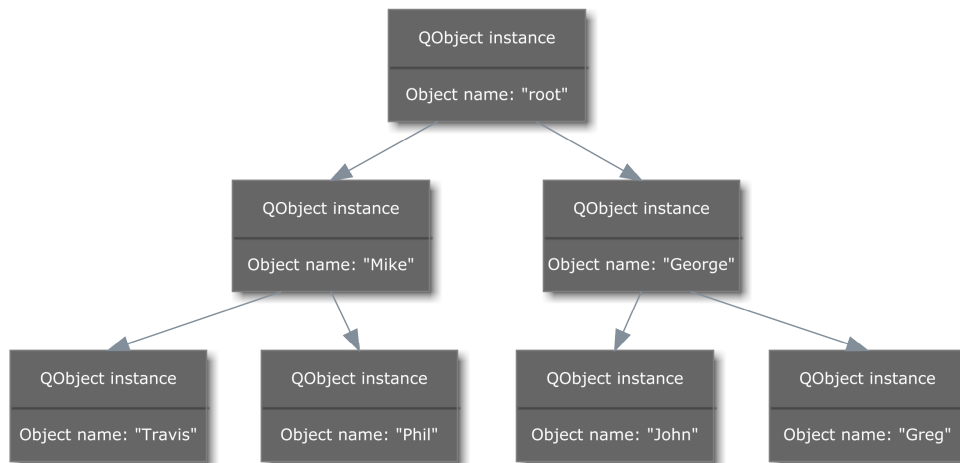 QObject instance
Object name: "root"
QObject instance
Object name: "Mike"
QObject instance
Object name: "George"
QObject instance
Object name: "Travis"
QObject instance
Object name: "Phil"
QObject instance
Object name: "John"
QObject instance
Object name: "Greg"